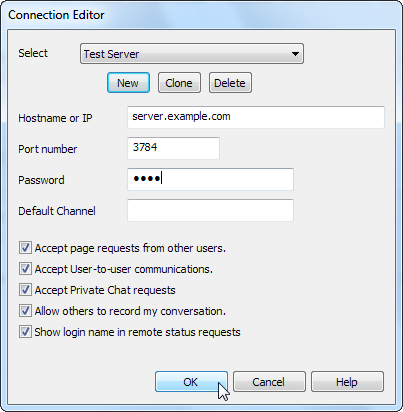 Connection Editor
Select Test Server
New Clone Delete
Hostname or IP server.example.com
Port number 3784
Password ●●●●
Default Channel
Accept page requests from other users.
Accept User-to-user communications.
Accept Private Chat requests
Allow others to record my conversation.
Show login name in remote status requests
OK Cancel Help